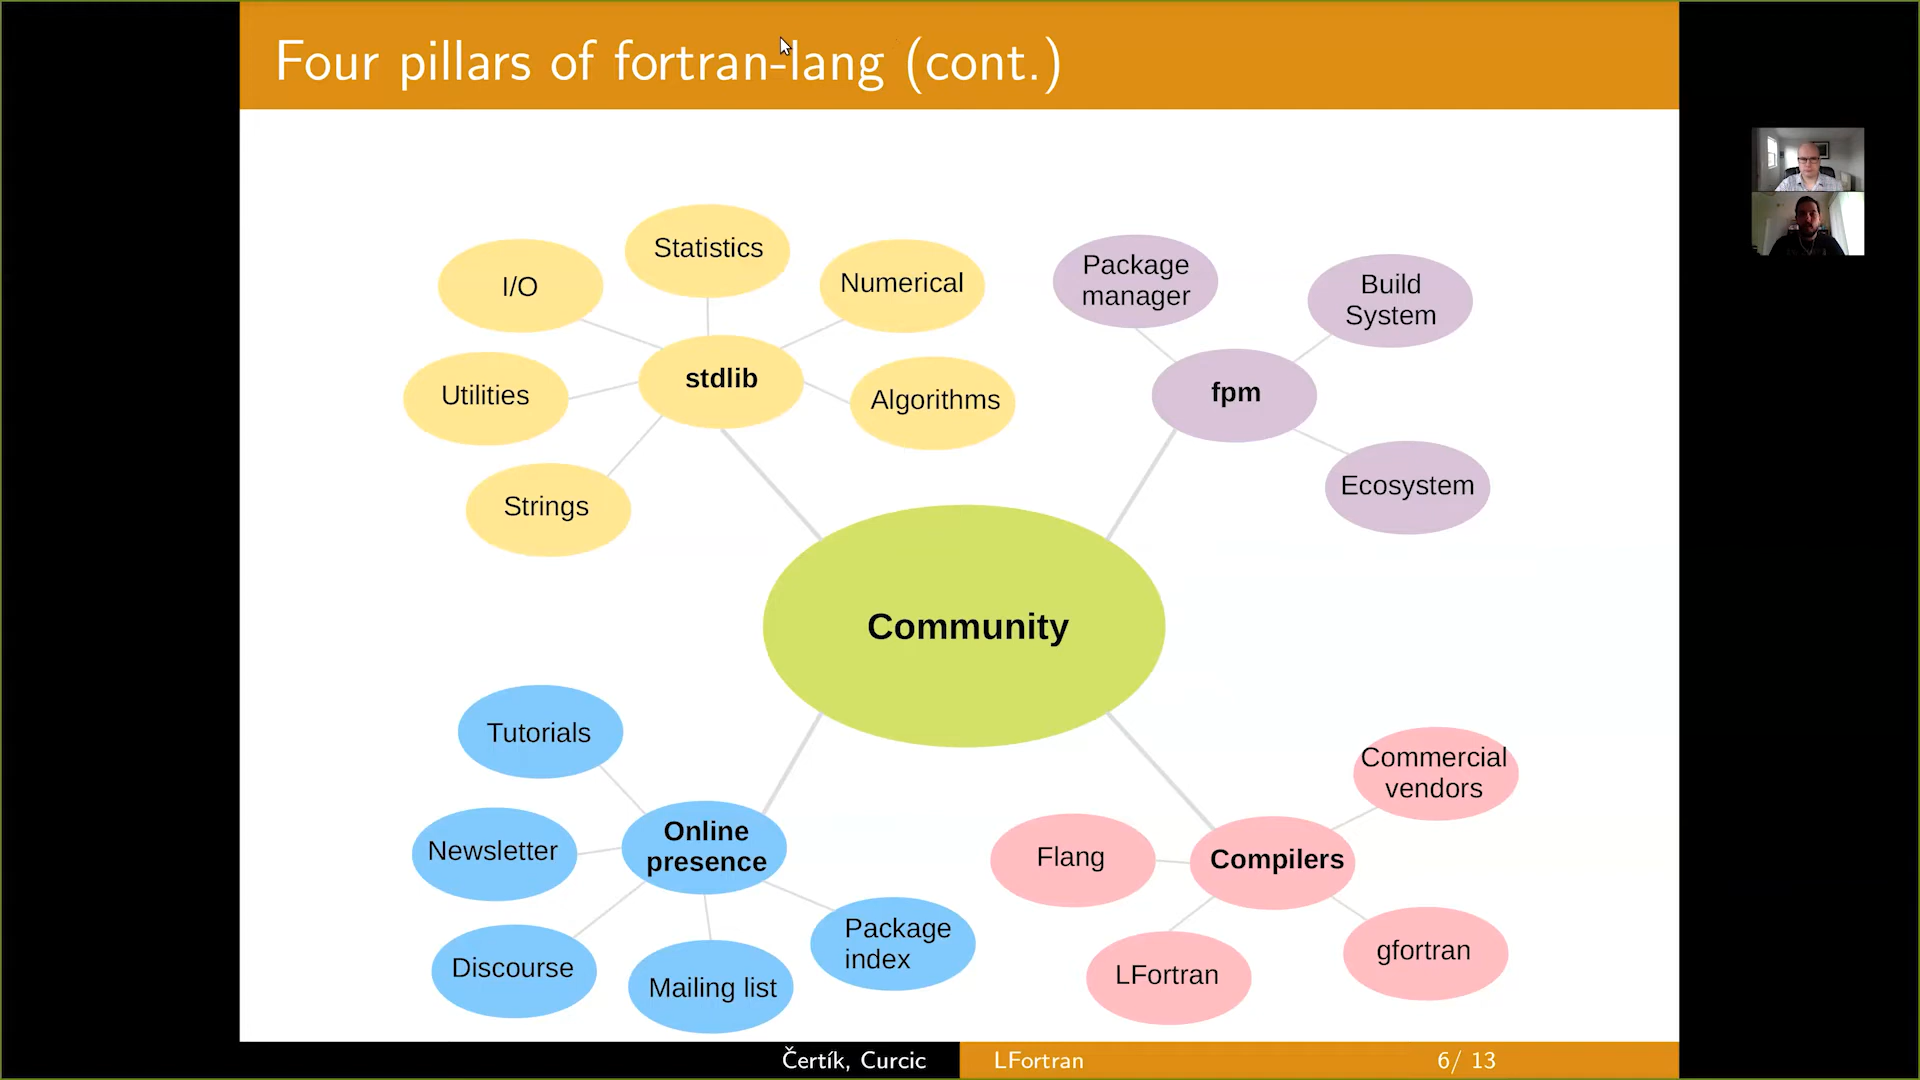 Four pillars of fortran-lang (cont.)
I/O
Statistics
Numerical
Utilities
stdlib
Algorithms
Strings
Package
manager
Build
System
fpm
Ecosystem
Community
Tutorials
Newsletter
Online
presence
Discourse
Mailing list
Package
index
Commercial
vendors
Flang
Compilers
LFortran
gfortran
Čertík, Curcic
LFortran
6/ 13